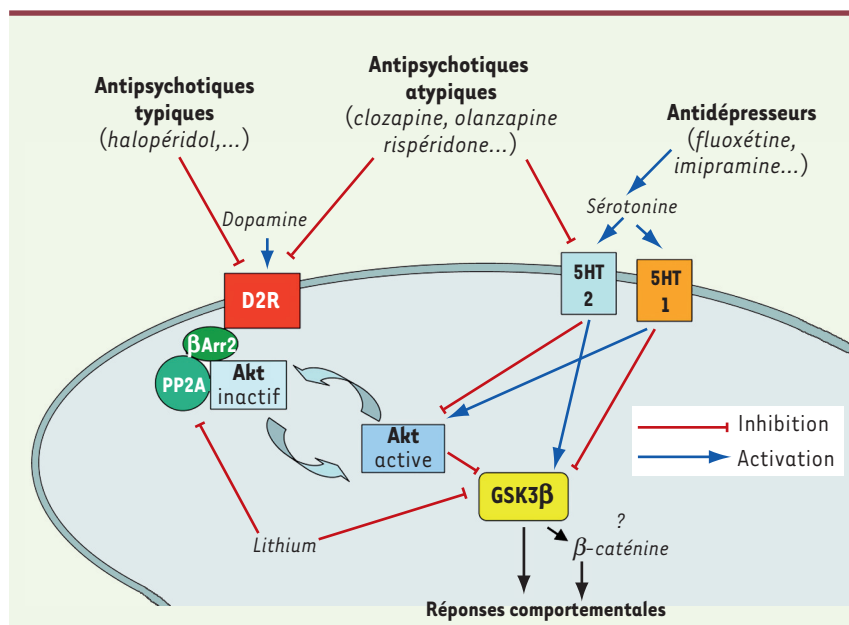 Antipsychotiques
typiques
(halopéridol,...)
Antipsychotiques
atypiques
(clozapine, olanzapine
rispéridone...)
Antidépresseurs
(fluoxétine,
imipramine...)
Dopamine
Sérotonine
D2R
5HT
2
5HT
1
βArr2
PP2A
Akt
inactif
Akt
active
Inhibition
Activation
GSK3β
Lithium
?
β-caténine
Réponses comportementales